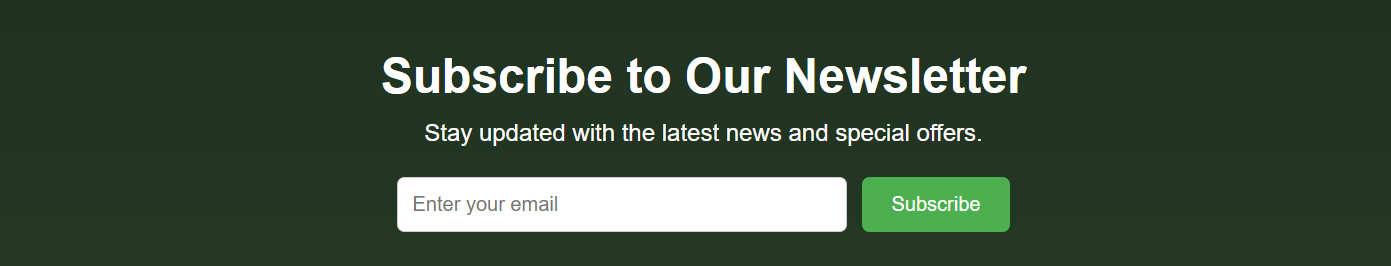 Subscribe to Our Newsletter
Stay updated with the latest news and special offers.
Enter your email
Subscribe